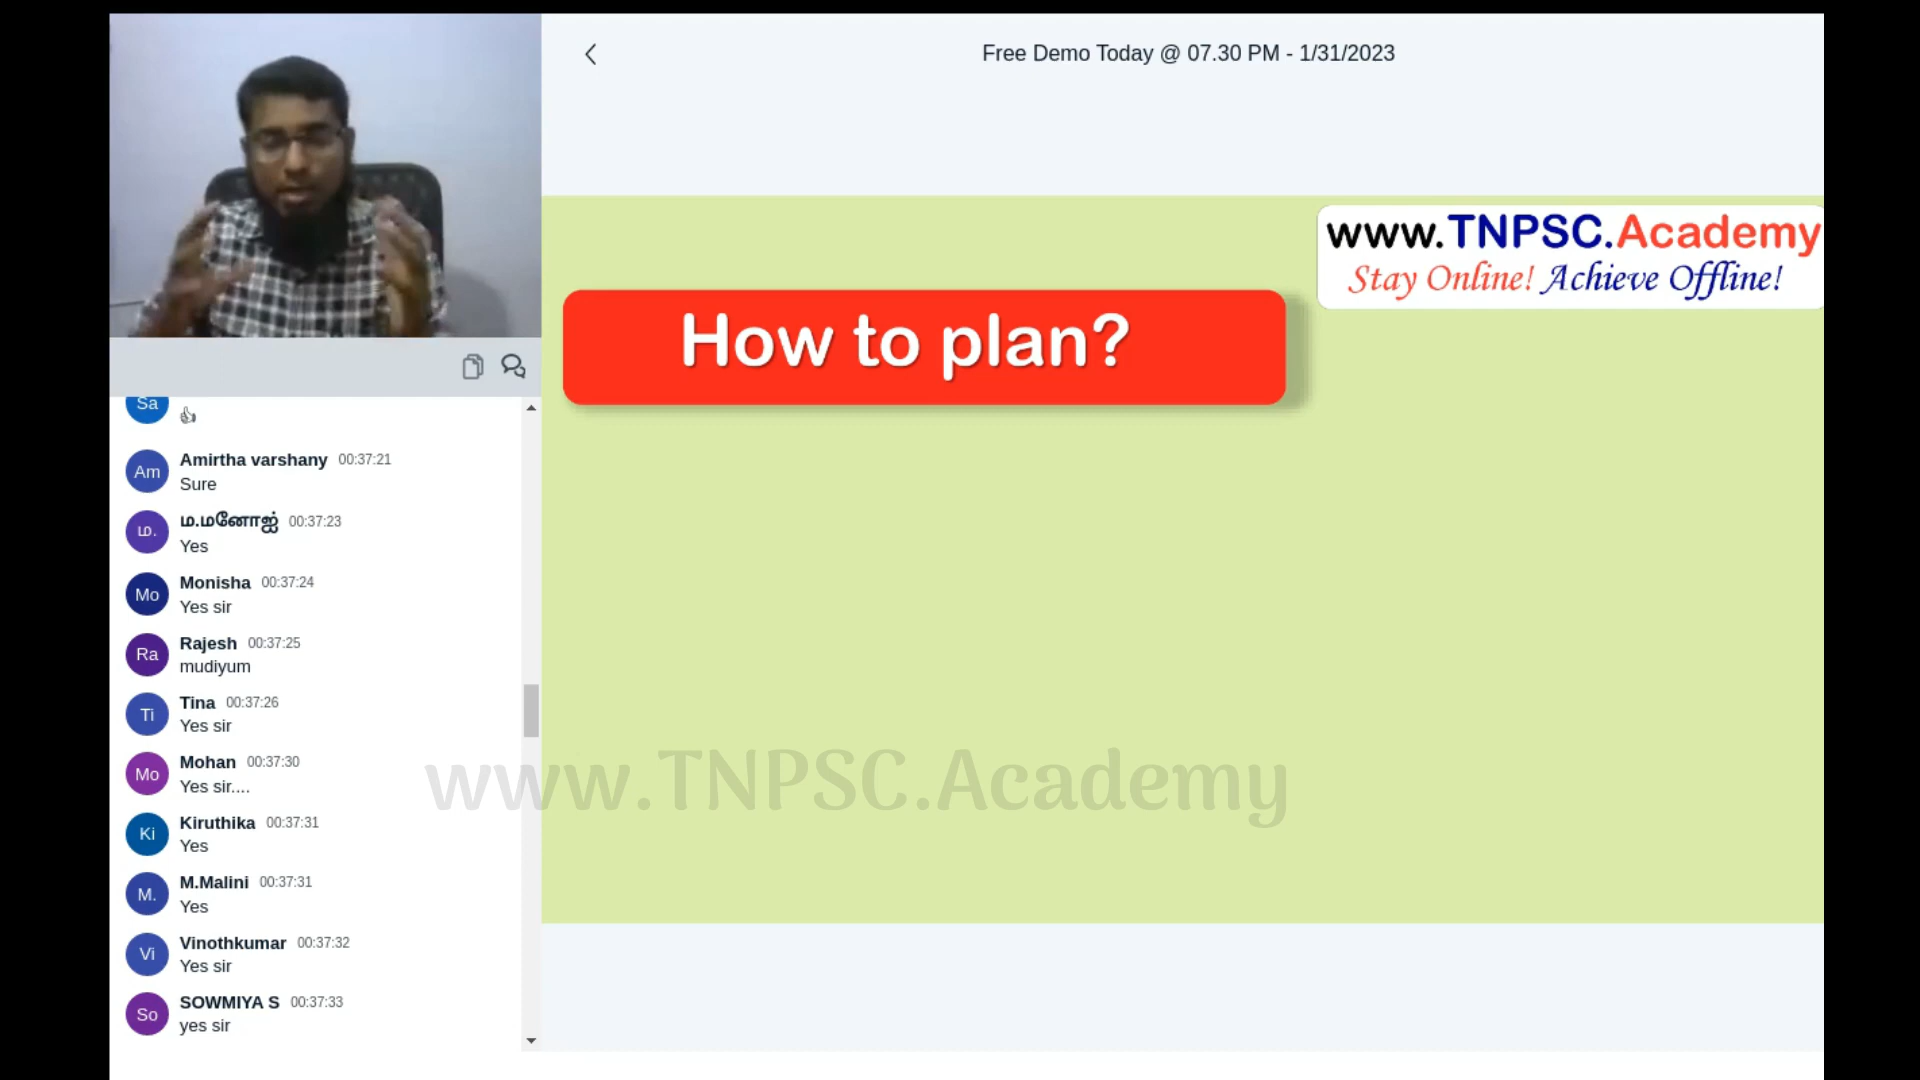 Free Demo Today @ 07.30 PM - 1/31/2023
www.TNPSC.Academy
Stay Online! Achieve Offline!
How to plan?
Sa
👍
Am
Amirtha varshany 00:37:21
Sure
ம.
ம.மனோஜ் 00:37:23
Yes
Mo
Monisha 00:37:24
Yes sir
Ra
Rajesh 00:37:25
mudiyum
Ti
Tina 00:37:26
Yes sir
Mo
Mohan 00:37:30
Yes sir....
Ki
Kiruthika 00:37:31
Yes
M.
M.Malini 00:37:31
Yes
Vi
Vinothkumar 00:37:32
Yes sir
So
SOWMIYA S 00:37:33
yes sir
www.TNPSC.Academy